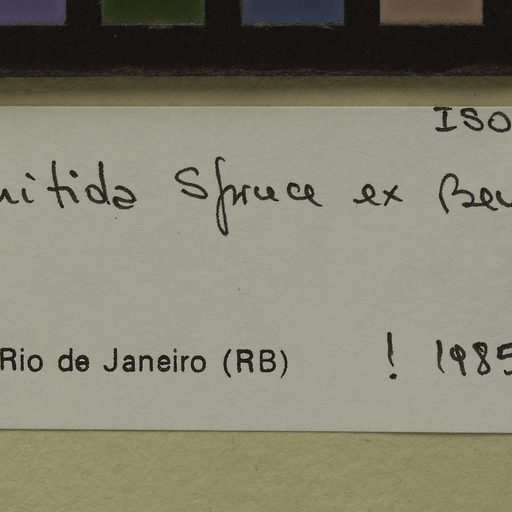 ISO
nitida Spruce ex Ben
Rio de Janeiro (RB) ! 1985